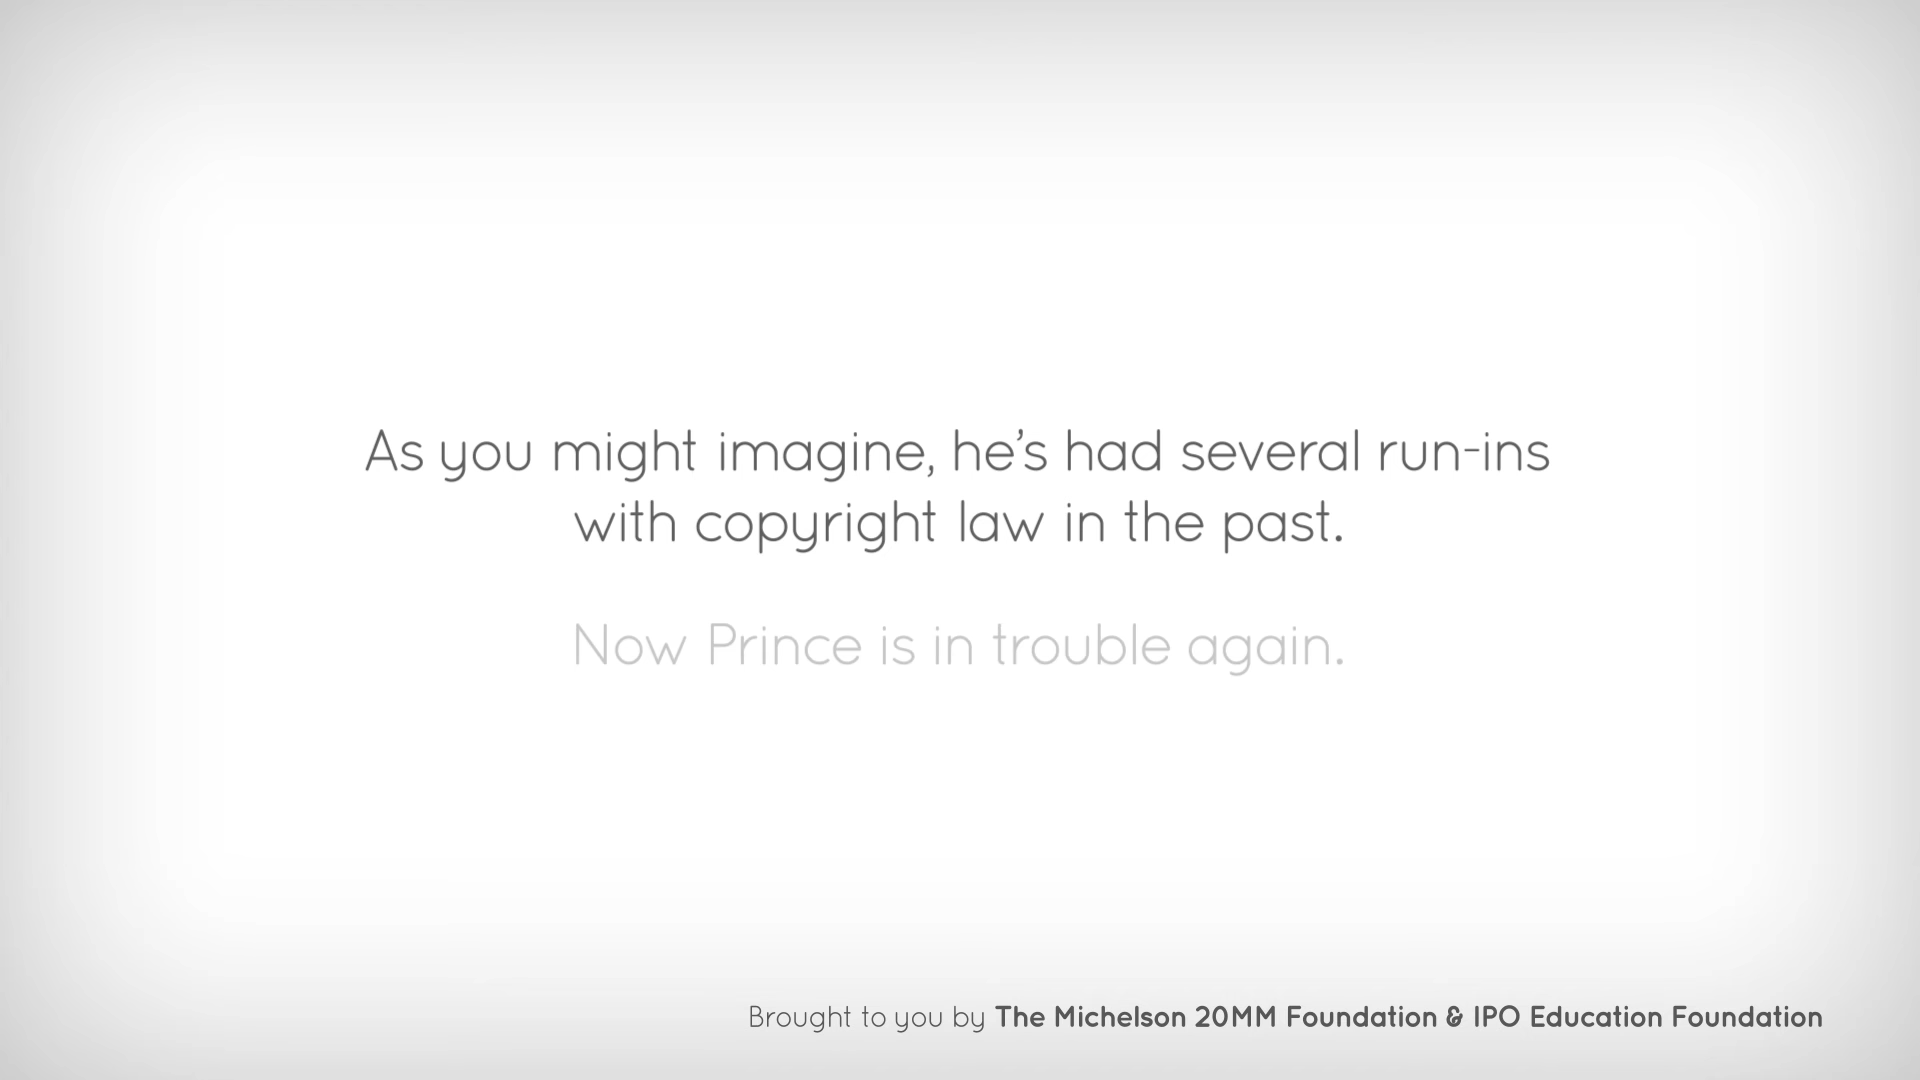 As you might imagine, he’s had several run-ins
with copyright law in the past.
Now Prince is in trouble again.
Brought to you by The Michelson 20MM Foundation & IPO Education Foundation